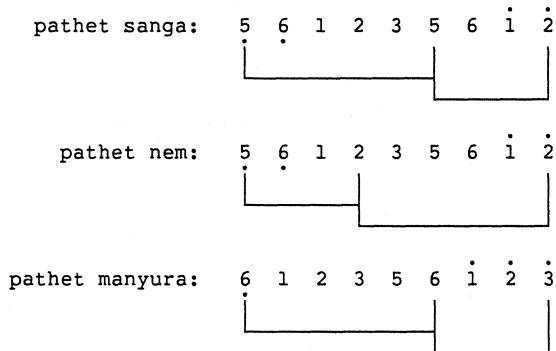 pathet sanga: 5̣ 6̣ 1 2 3 5 6 1̇ 2̇
pathet nem: 5̣ 6̣ 1 2 3 5 6 1̇ 2̇
pathet manyura: 6̣ 1 2 3 5 6 1̇ 2̇ 3̇